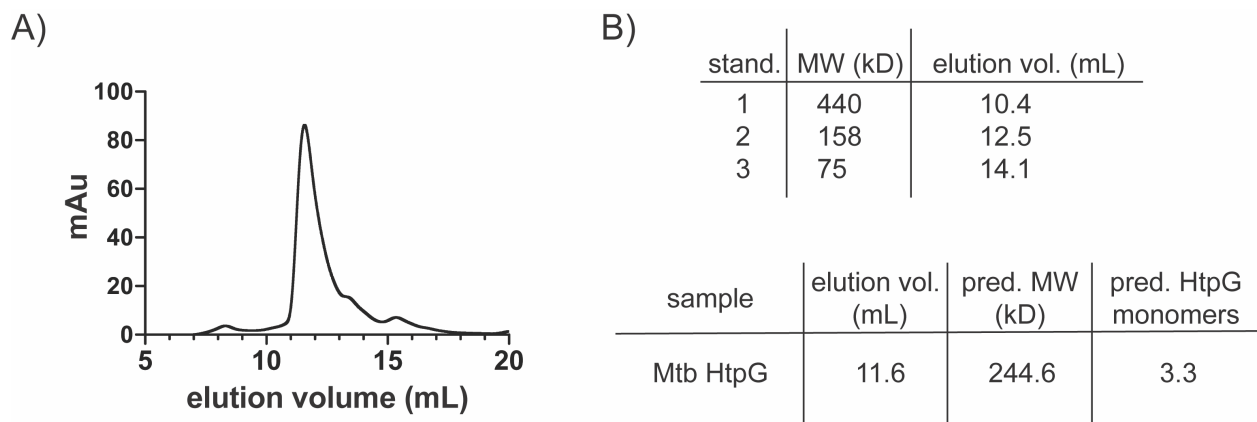 A)
100
80
60
40
20
0
mAu
5 10 15 20
elution volume (mL)
B)
stand. MW (kD) elution vol. (mL)
1 440 10.4
2 158 12.5
3 75 14.1
sample elution vol. (mL) pred. MW (kD) pred. HtpG monomers
Mtb HtpG 11.6 244.6 3.3